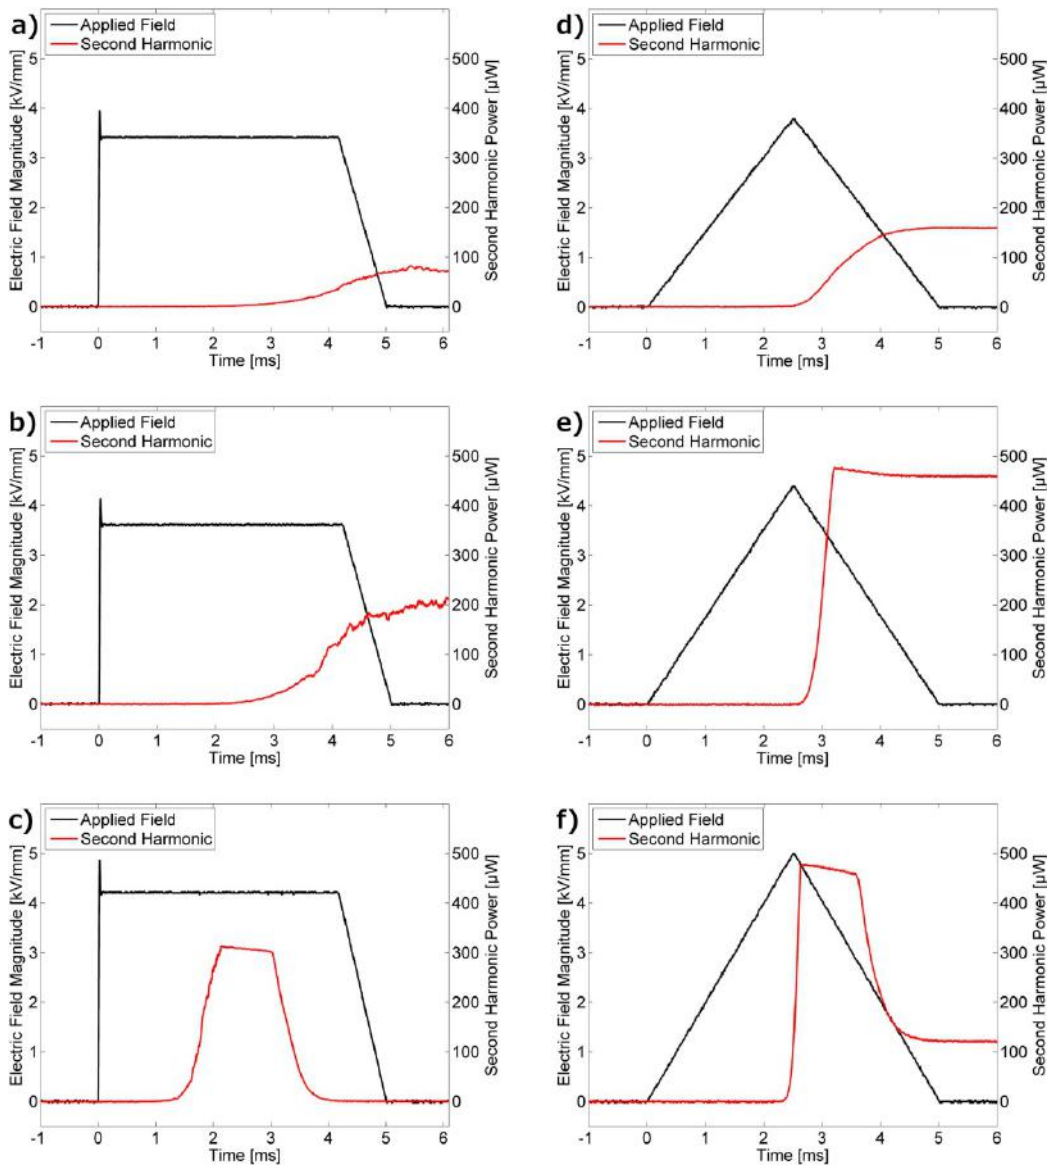 a)
Applied Field
Second Harmonic
Electric Field Magnitude [kV/mm]
5
4
3
2
1
0
Second Harmonic Power [µW]
500
400
300
200
100
0
-1 0 1 2 3 4 5 6
Time [ms]
d)
Applied Field
Second Harmonic
Electric Field Magnitude [kV/mm]
5
4
3
2
1
0
Second Harmonic Power [µW]
500
400
300
200
100
0
-1 0 1 2 3 4 5 6
Time [ms]
b)
Applied Field
Second Harmonic
Electric Field Magnitude [kV/mm]
5
4
3
2
1
0
Second Harmonic Power [µW]
500
400
300
200
100
0
-1 0 1 2 3 4 5 6
Time [ms]
e)
Applied Field
Second Harmonic
Electric Field Magnitude [kV/mm]
5
4
3
2
1
0
Second Harmonic Power [µW]
500
400
300
200
100
0
-1 0 1 2 3 4 5 6
Time [ms]
c)
Applied Field
Second Harmonic
Electric Field Magnitude [kV/mm]
5
4
3
2
1
0
Second Harmonic Power [µW]
500
400
300
200
100
0
-1 0 1 2 3 4 5 6
Time [ms]
f)
Applied Field
Second Harmonic
Electric Field Magnitude [kV/mm]
5
4
3
2
1
0
Second Harmonic Power [µW]
500
400
300
200
100
0
-1 0 1 2 3 4 5 6
Time [ms]